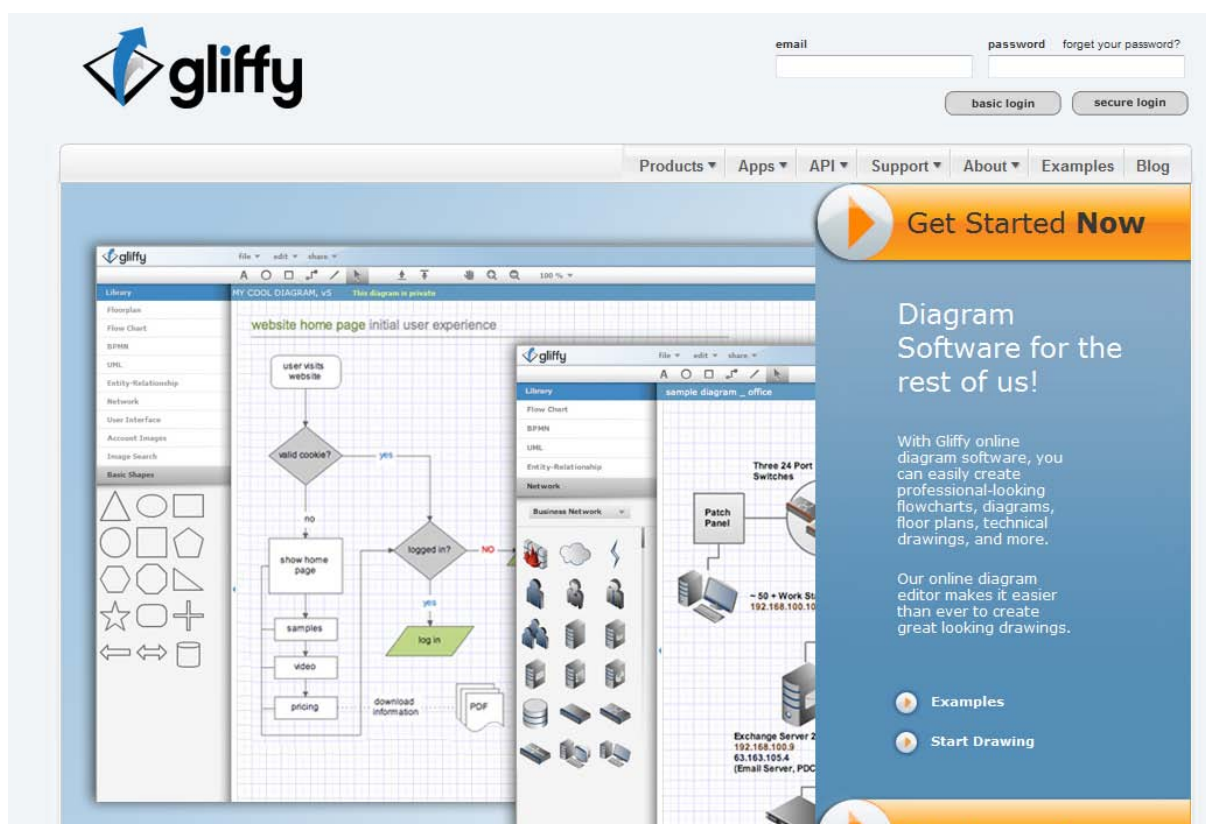 gliffy
email
password forget your password?
basic login secure login
Products Apps API Support About Examples Blog
Get Started Now
Diagram
Software for the
rest of us!
With Gliffy online
diagram software, you
can easily create
professional-looking
flowcharts, diagrams,
floor plans, technical
drawings, and more.
Our online diagram
editor makes it easier
than ever to create
great looking drawings.
Examples
Start Drawing
gliffy
file edit share
A 100 %
Library
MY COOL DIAGRAM, v5 This diagram is private
Floorplan
Flow Chart
BPMN
UML
Entity-Relationship
Network
User Interface
Account Images
Image Search
Basic Shapes
website home page initial user experience
user visits
website
valid cookie?
yes
no
show home
page
logged in?
NO
yes
log in
samples
video
pricing
download
information
PDF
gliffy
file edit share
A
Library
sample diagram _ office
Flow Chart
BPMN
UML
Entity-Relationship
Network
Business Network
Three 24 Port
Switches
Patch
Panel
~ 50 + Work
192.168.100.10
Exchange Server 2
192.168.100.9
63.163.105.4
(Email Server, PDC